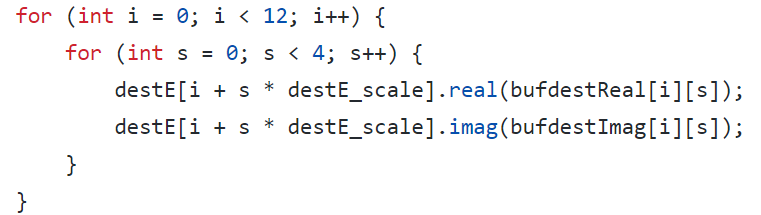 for (int i = 0; i < 12; i++) {
    for (int s = 0; s < 4; s++) {
        destE[i + s * destE_scale].real(bufdestReal[i][s]);
        destE[i + s * destE_scale].imag(bufdestImag[i][s]);
    }
}